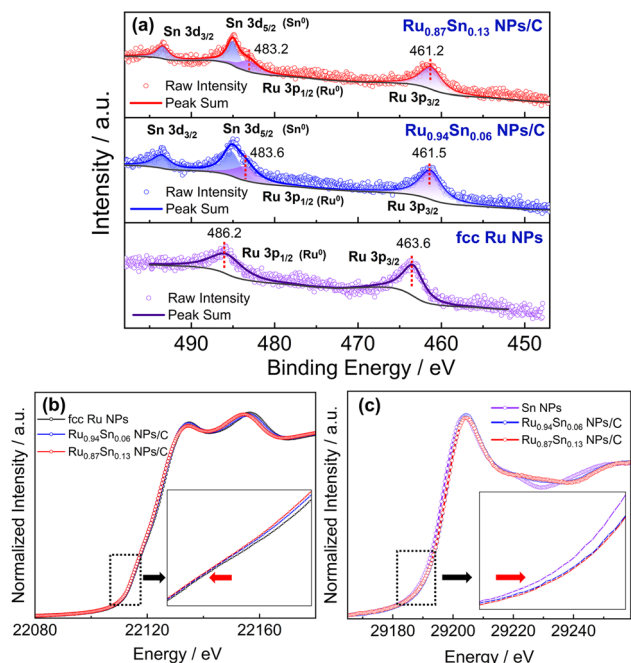 (a)
Sn 3d3/2 Sn 3d5/2 (Sn⁰) Ru0.87Sn0.13 NPs/C
483.2 461.2
Raw Intensity Ru 3p1/2 (Ru⁰) Ru 3p3/2
Peak Sum
Sn 3d3/2 Sn 3d5/2 (Sn⁰) Ru0.94Sn0.06 NPs/C
483.6 461.5
Raw Intensity Ru 3p1/2 (Ru⁰) Ru 3p3/2
Peak Sum
486.2 fcc Ru NPs
Ru 3p1/2 (Ru⁰) Ru 3p3/2 463.6
Raw Intensity
Peak Sum
Intensity / a.u.
490 480 470 460 450
Binding Energy / eV
(b)
fcc Ru NPs
Ru0.94Sn0.06 NPs/C
Ru0.87Sn0.13 NPs/C
Normalized Intensity / a.u.
22080 22120 22160
Energy / eV
(c)
Sn NPs
Ru0.94Sn0.06 NPs/C
Ru0.87Sn0.13 NPs/C
Normalized Intensity / a.u.
29190 29200 29220 29240
Energy / eV